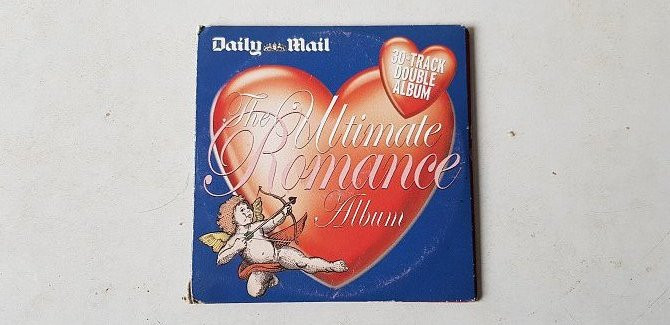 Daily Mail
30-TRACK
DOUBLE
ALBUM
The Ultimate
Romance
Album